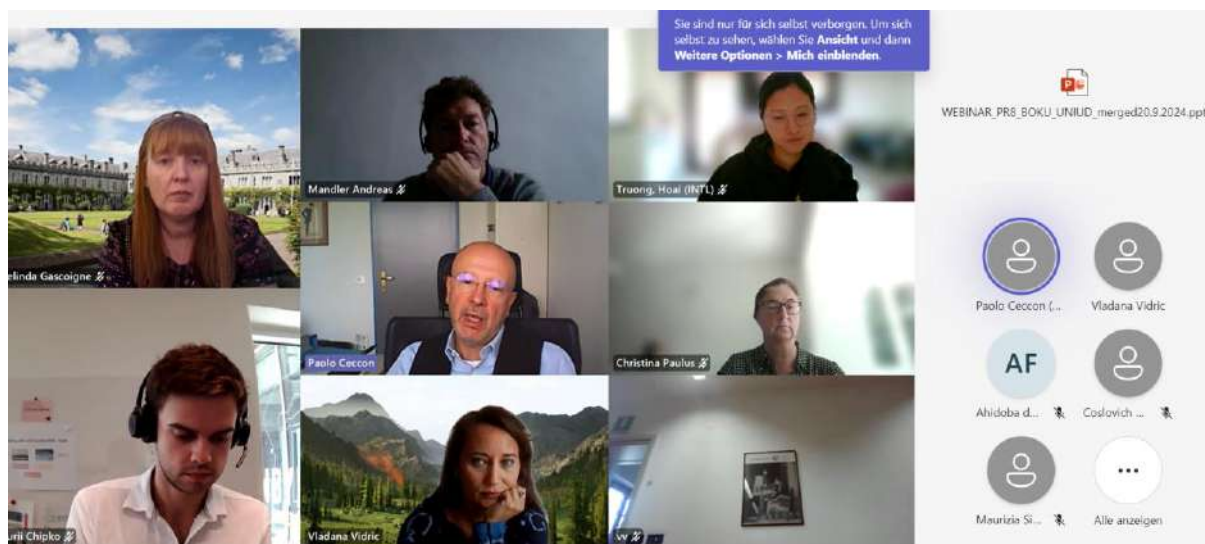 Sie sind nur für sich selbst verborgen. Um sich
selbst zu sehen, wählen Sie Ansicht und dann
Weitere Optionen > Mich einblenden.
WEBINAR_PR8_BOKU_UNIUD_merged20.9.2024.ppt
elinda Gascoigne
Mandler Andreas
Truong, Hoai (INTL)
Paolo Ceccon
Christina Paulus
urii Chipko
Vladana Vidric
vv
Paolo Ceccon (...
Vladana Vidric
AF
Ahidoba d...
Coslovich ...
Maurizia Si...
Alle anzeigen